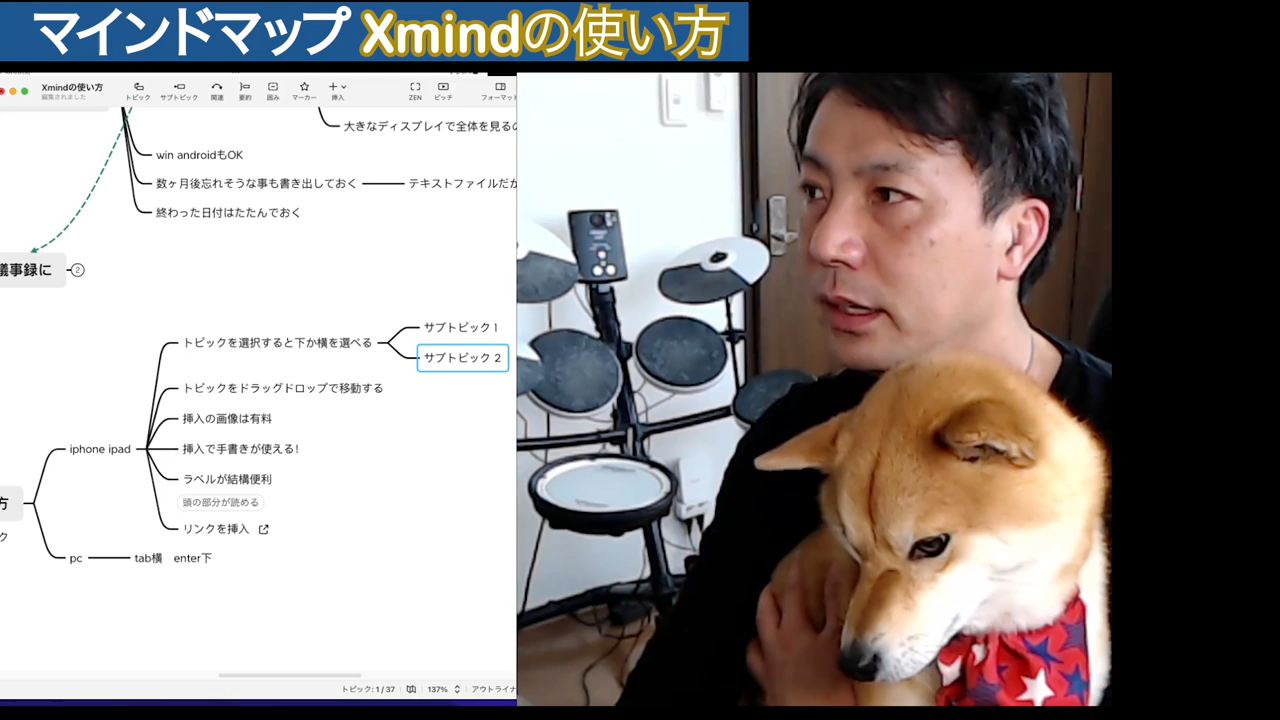 マインドマップ Xmindの使い方
Xmindの使い方
編集されました
トピック サブトピック 関連 要約 囲み マーカー 挿入 ZEN ピッチ フォーマット
大きなディスプレイで全体を見るの
win androidもOK
数ヶ月後忘れそうな事も書き出しておく テキストファイルだか
終わった日付はたたんでおく
議事録に 2
トピックを選択すると下か横を選べる
サブトピック 1
サブトピック 2
トピックをドラッグドロップで移動する
挿入の画像は有料
iphone ipad
挿入で手書きが使える!
ラベルが結構便利
頭の部分が読める
方
リンクを挿入
ク
pc tab横 enter下
トピック: 1 / 37 137% アウトライナ